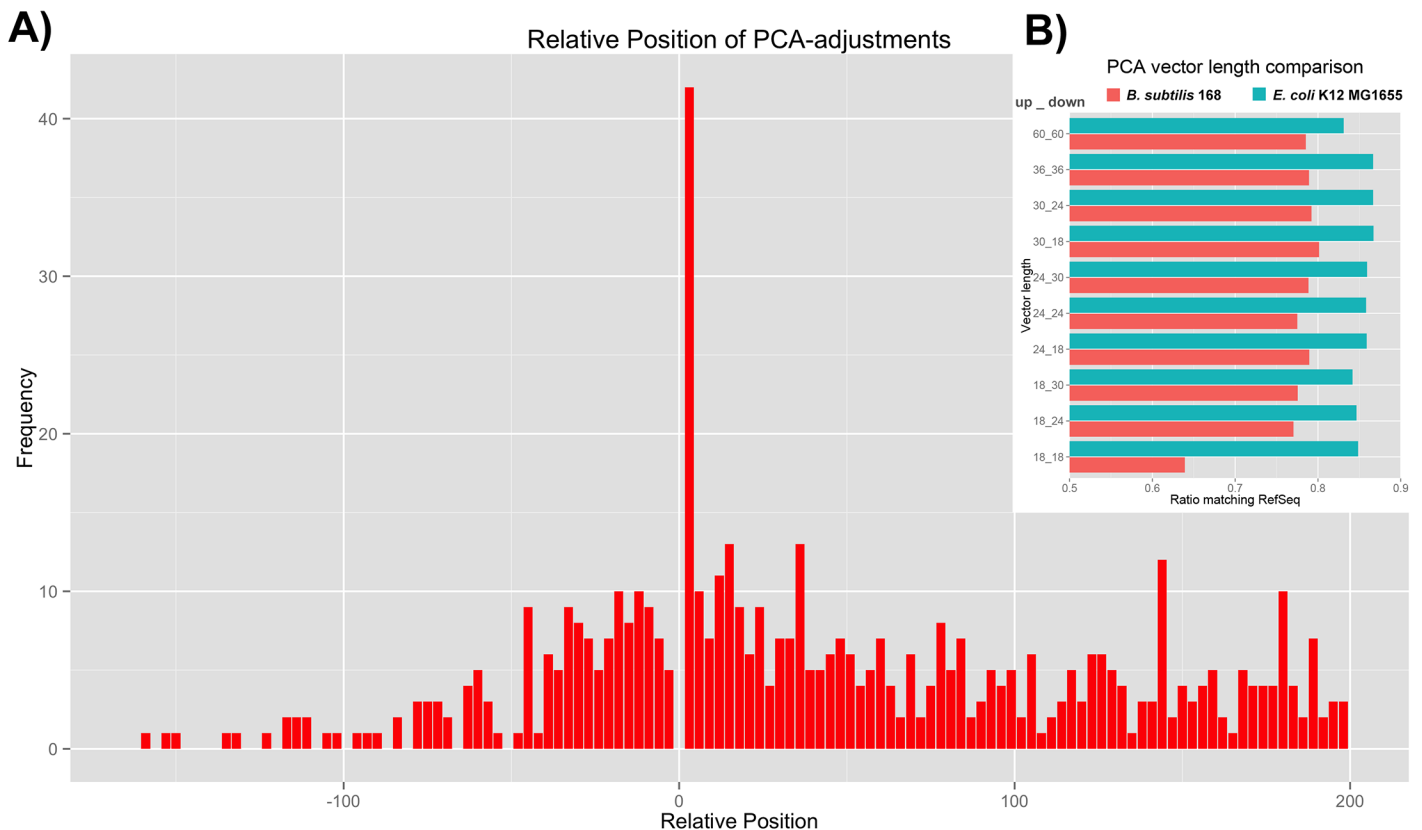 A)
Relative Position of PCA-adjustments
Frequency
40
30
20
10
0
-100
0
100
200
Relative Position
B)
PCA vector length comparison
up _ down
B. subtilis 168
E. coli K12 MG1655
Vector length
60_60
36_36
30_24
30_18
24_30
24_24
24_18
18_30
18_24
18_18
0.5
0.6
0.7
0.8
0.9
Ratio matching RefSeq